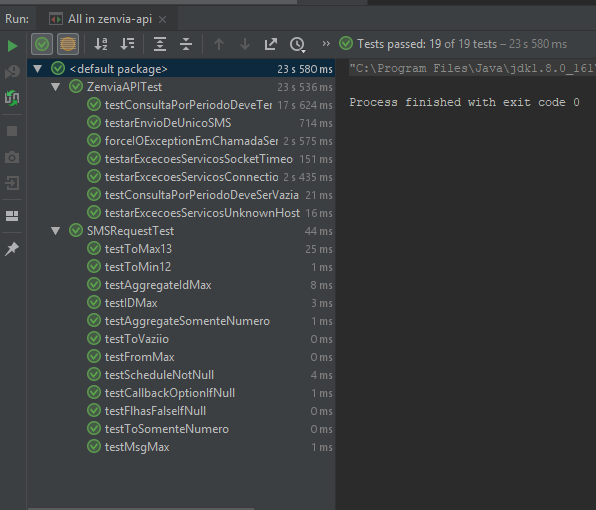 Run: All in zenvia-api
Tests passed: 19 of 19 tests – 23 s 580 ms
<default package> 23 s 580 ms
ZenviaAPITest 23 s 536 ms
testConsultaPorPeriodoDeveTer 17 s 624 ms
testarEnvioDeUnicoSMS 714 ms
forceIOExceptionEmChamadaSer 2 s 575 ms
testarExcecoesServicosSocketTimeo 151 ms
testarExcecoesServicosConnectio 2 s 435 ms
testConsultaPorPeriodoDeveSerVazia 21 ms
testarExcecoesServicosUnknownHost 16 ms
SMSRequestTest 44 ms
testToMax13 25 ms
testToMin12 1 ms
testAggregateIdMax 8 ms
testIDMax 3 ms
testAggregateSomenteNumero 1 ms
testToVaziio 0 ms
testFromMax 0 ms
testScheduleNotNull 4 ms
testCallbackOptionIfNull 1 ms
testFlhasFalseIfNull 0 ms
testToSomenteNumero 0 ms
testMsgMax 1 ms
"C:\Program Files\Java\jdk1.8.0_161\
Process finished with exit code 0